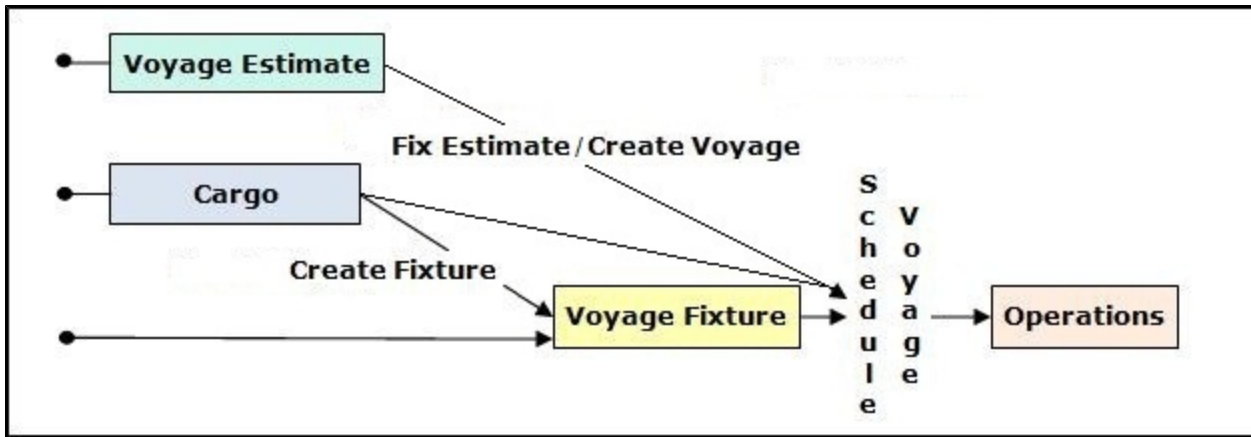 Voyage Estimate
Fix Estimate/Create Voyage
Cargo
Create Fixture
Voyage Fixture
Schedule
Voyage
Operations